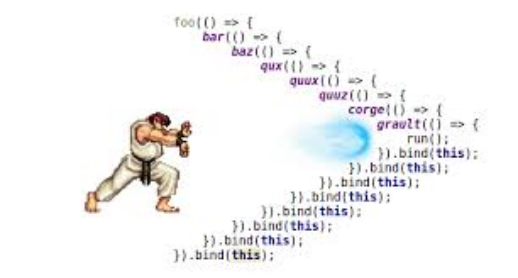 foo(() => {
bar(() => {
baz(() => {
qux(() => {
quux(() => {
quuz(() => {
corge(() => {
grault(() => {
run();
}).bind(this);
}).bind(this);
}).bind(this);
}).bind(this);
}).bind(this);
}).bind(this);
}).bind(this);
}).bind(this);